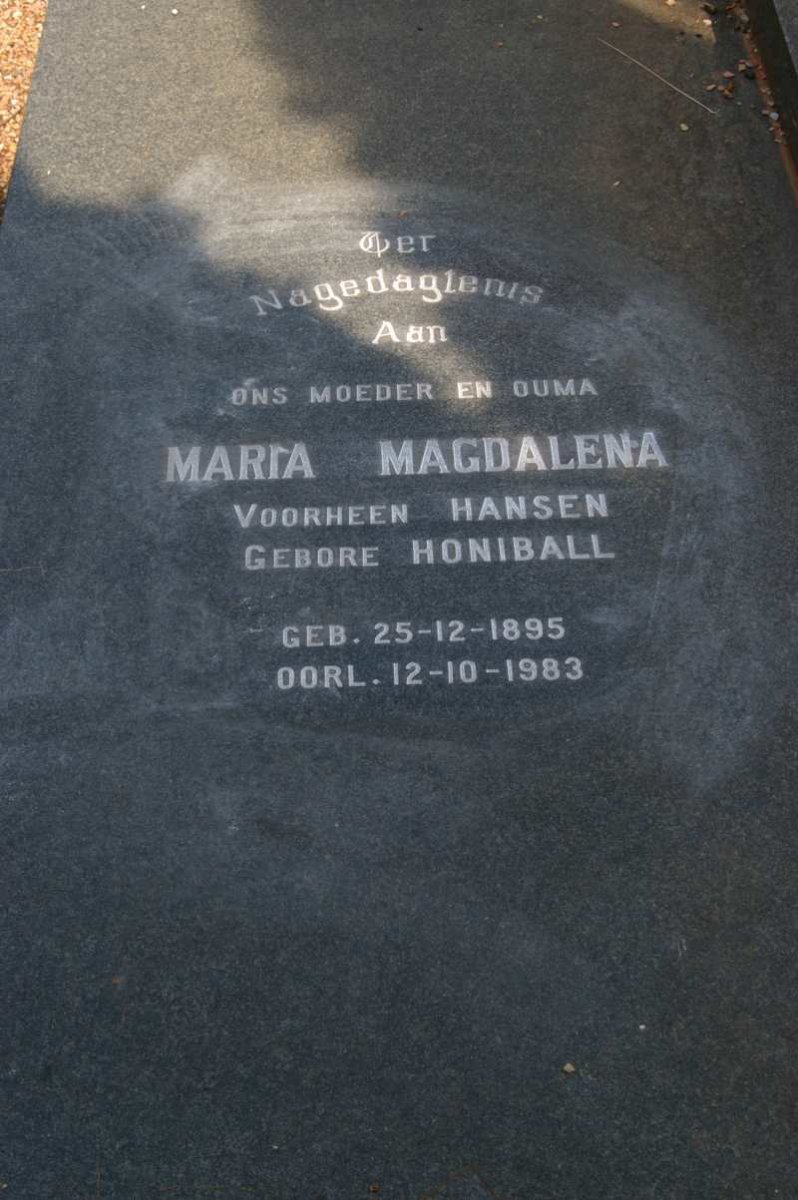 Ter
Nagedagtenis
Aan
ONS MOEDER EN OUMA
MARIA MAGDALENA
VOORHEEN HANSEN
GEBORE HONIBALL
GEB. 25-12-1895
OORL. 12-10-1983